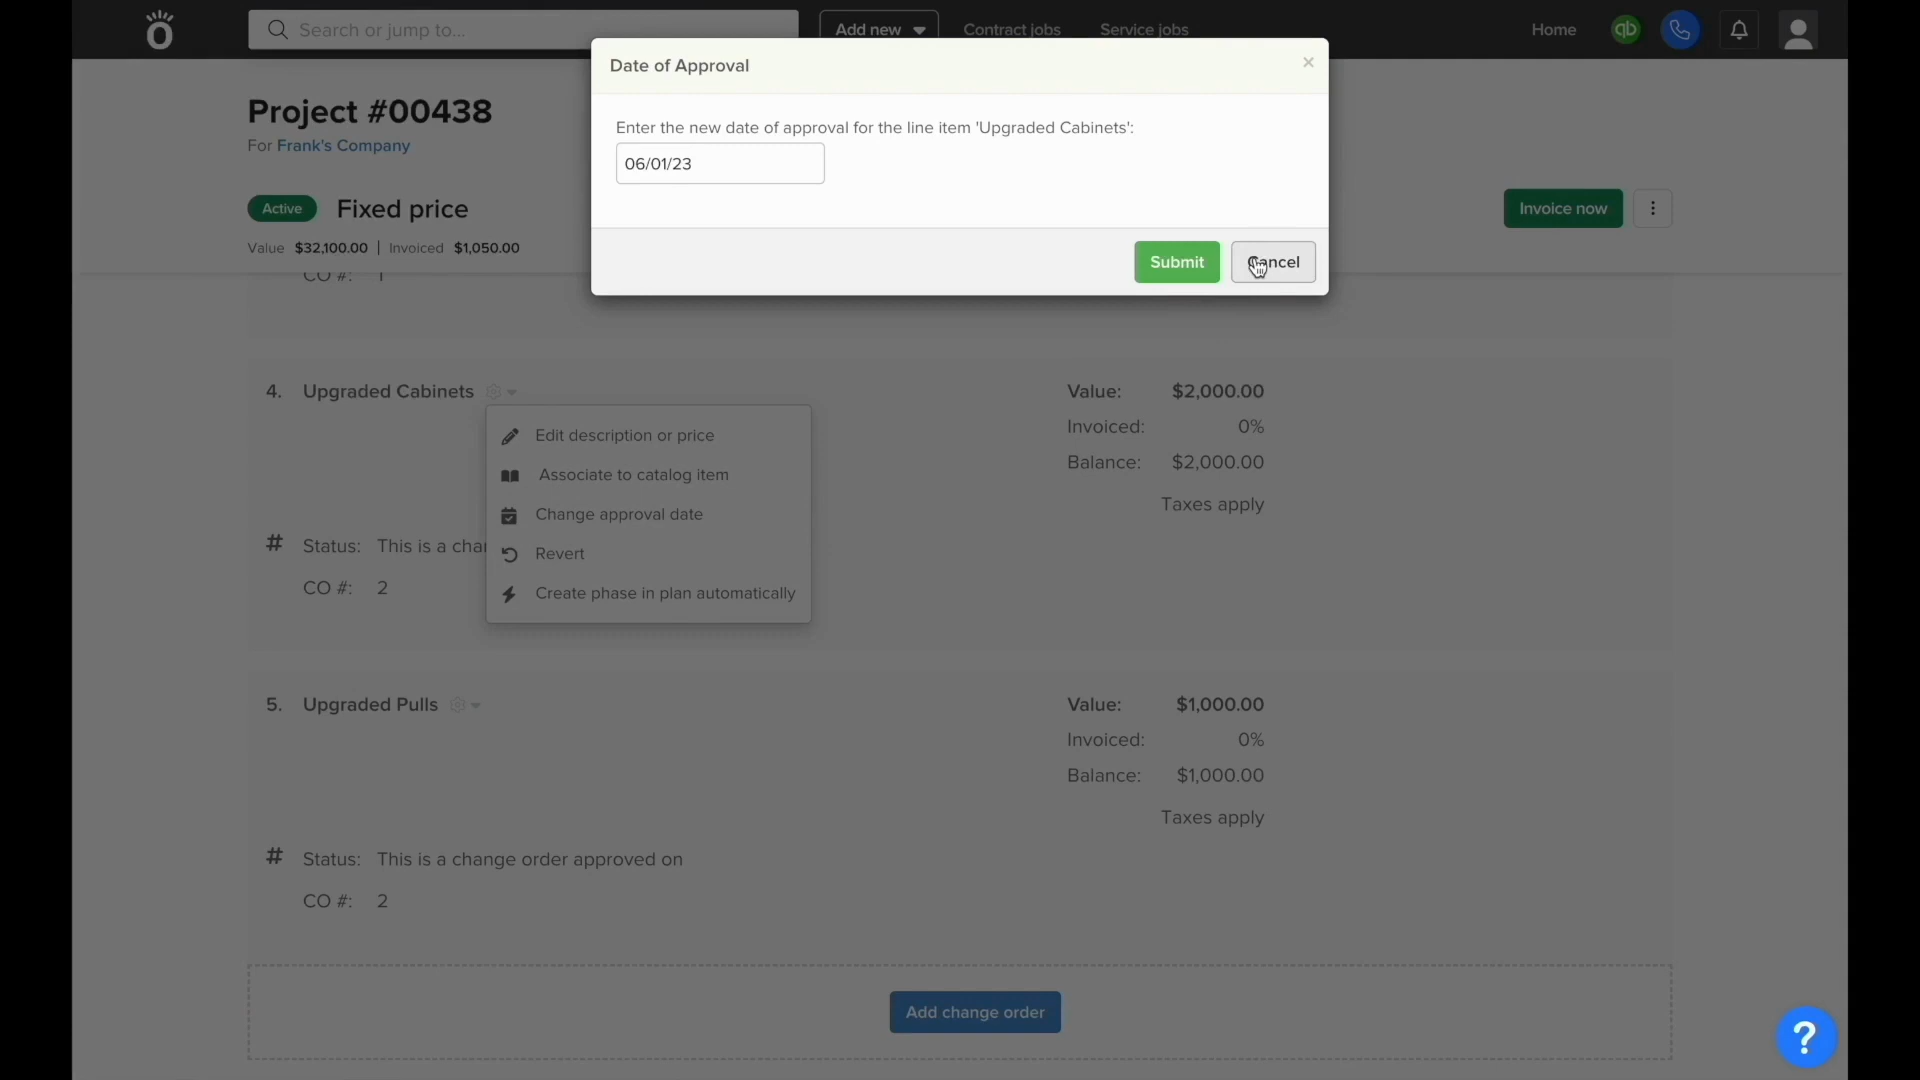 Search or jump to...
Add new
Contract jobs
Service jobs
Home
qb
Date of Approval
×
Enter the new date of approval for the line item 'Upgraded Cabinets':
06/01/23
Submit
Cancel
Project #00438
For Frank's Company
Active
Fixed price
Value $32,100.00 | Invoiced $1,050.00
Invoice now
CO #: 1
4. Upgraded Cabinets
Value: $2,000.00
Invoiced: 0%
Balance: $2,000.00
Taxes apply
Edit description or price
Associate to catalog item
Change approval date
Revert
Create phase in plan automatically
# Status: This is a
CO #: 2
5. Upgraded Pulls
Value: $1,000.00
Invoiced: 0%
Balance: $1,000.00
Taxes apply
# Status: This is a change order approved on
CO #: 2
Add change order
?